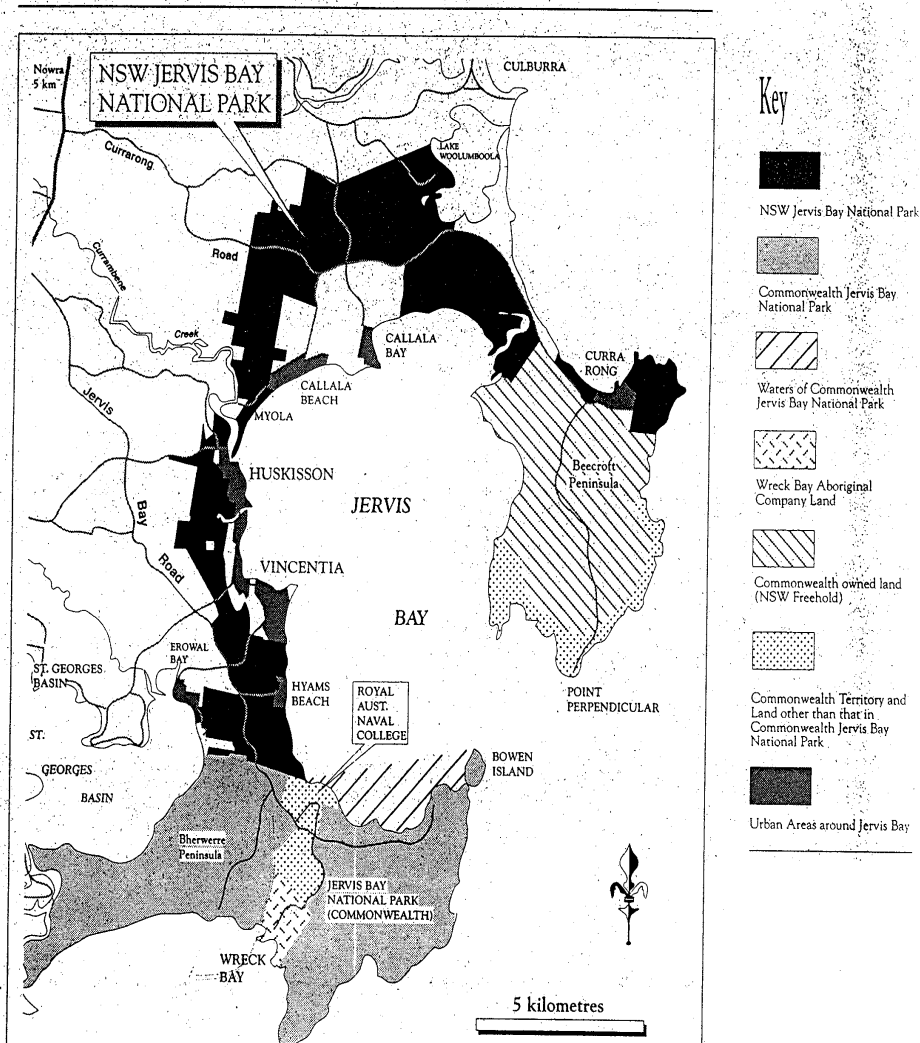 Nowra
5 km
NSW JERVIS BAY
NATIONAL PARK
CULBURRA
LAKE
WOOLUMBOOLA
Currarong
Road
Currambene
Creek
CALLALA
BAY
CURRA
RONG
CALLALA
BEACH
MYOLA
Jervis
Bay
Road
HUSKISSON
Beecroft
Peninsula
JERVIS
BAY
VINCENTIA
EROWAL
BAY
ST. GEORGES
BASIN
HYAMS
BEACH
ROYAL
AUST.
NAVAL
COLLEGE
POINT
PERPENDICULAR
ST.
GEORGES
BASIN
BOWEN
ISLAND
Bherwerre
Peninsula
JERVIS BAY
NATIONAL PARK
(COMMONWEALTH)
WRECK
BAY
5 kilometres
Key
NSW Jervis Bay National Park
Commonwealth Jervis Bay
National Park
Waters of Commonwealth
Jervis Bay National Park
Wreck Bay Aboriginal
Company Land
Commonwealth owned land
(NSW Freehold)
Commonwealth Territory and
Land other than that in
Commonwealth Jervis Bay
National Park
Urban Areas around Jervis Bay